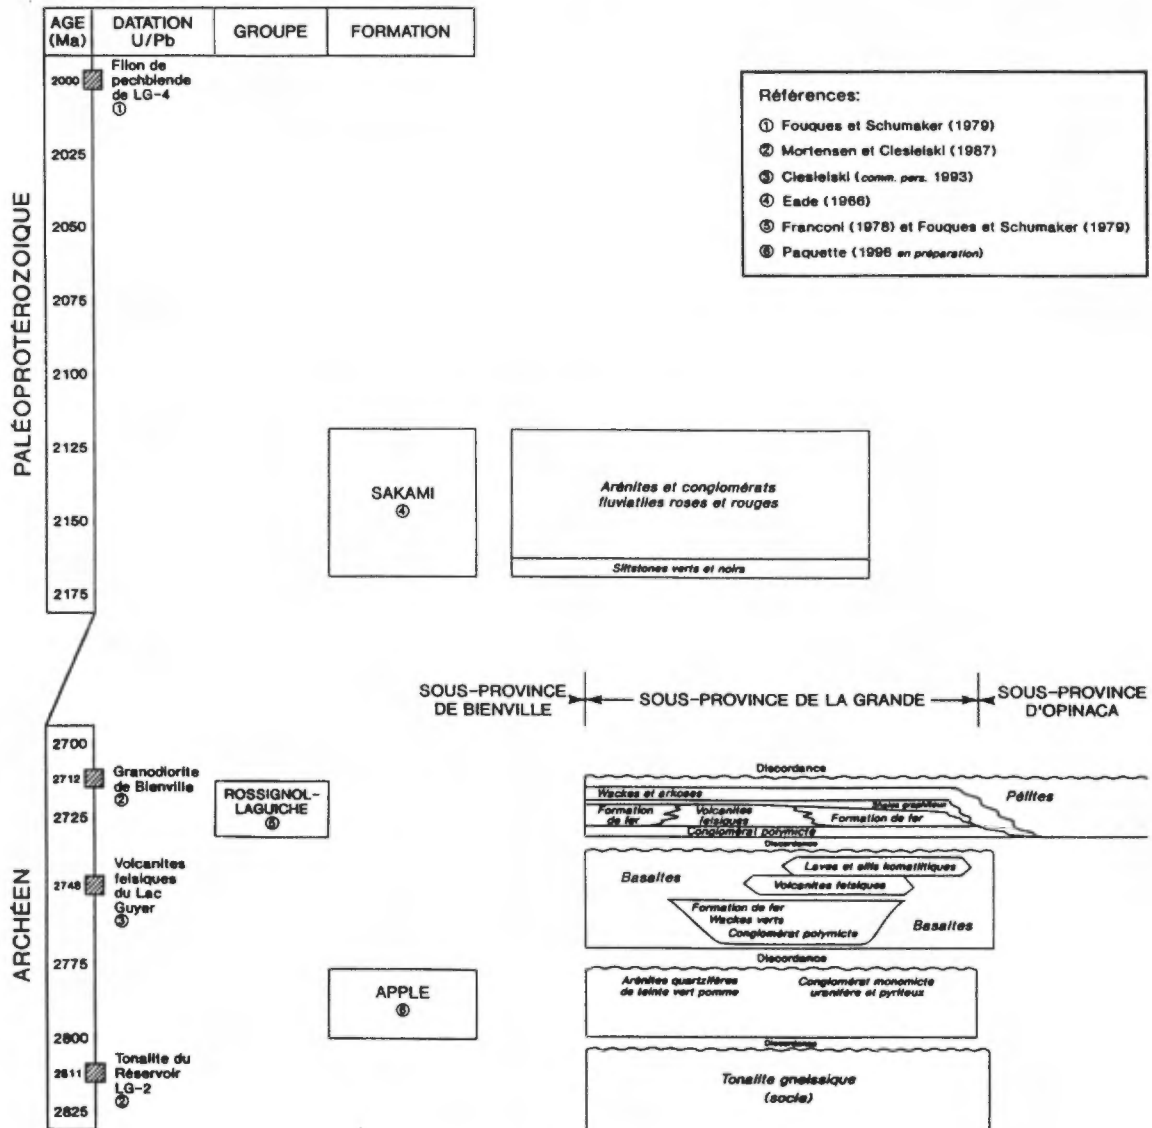 AGE
(Ma)
DATATION
U/Pb
GROUPE
FORMATION
PALÉOPROTÉROZOIQUE
2000
Filon de
pechblende
de LG-4
①
2025
2050
2075
2100
2125
2150
2175
Références:
① Fouques et Schumaker (1979)
② Mortensen et Ciesielski (1987)
③ Ciesielski (comm. pers. 1993)
④ Eade (1966)
⑤ Franconi (1978) et Fouques et Schumaker (1979)
⑥ Paquette (1996 en préparation)
SAKAMI
④
Arénites et conglomérats
fluviatiles roses et rouges
Siltstones verts et noirs
SOUS-PROVINCE
DE BIENVILLE
SOUS-PROVINCE DE LA GRANDE
SOUS-PROVINCE
D'OPINACA
ARCHÉEN
2700
2712
Granodiorite
de Bienville
②
2725
2748
Volcanites
felsiques
du Lac
Guyer
③
2775
2800
2811
Tonalite du
Réservoir
LG-2
②
2825
ROSSIGNOL-
LAGUICHE
⑤
APPLE
⑥
Discordance
Wackes et arkoses
Shales graphiteux
Pélites
Formation
de fer
Volcanites
felsiques
Formation de fer
Conglomérat polymicte
Discordance
Basaltes
Laves et sills komatiitiques
Volcanites felsiques
Formation de fer
Wackes verts
Conglomérat polymicte
Basaltes
Discordance
Arénites quartzifères
de teinte vert pomme
Conglomérat monomicte
uranifère et pyriteux
Discordance
Tonalite gneissique
(socle)